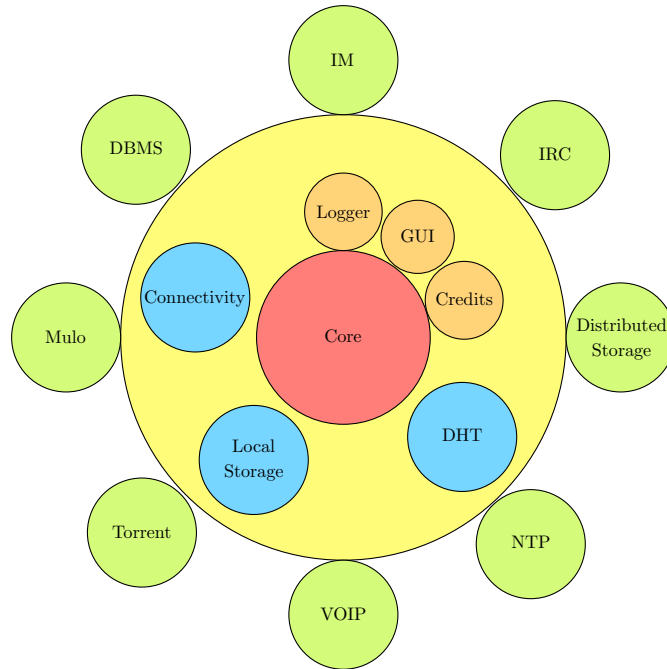 IM
DBMS
IRC
Logger
GUI
Connectivity
Credits
Mulo
Core
Distributed
Storage
Local
Storage
DHT
Torrent
NTP
VOIP